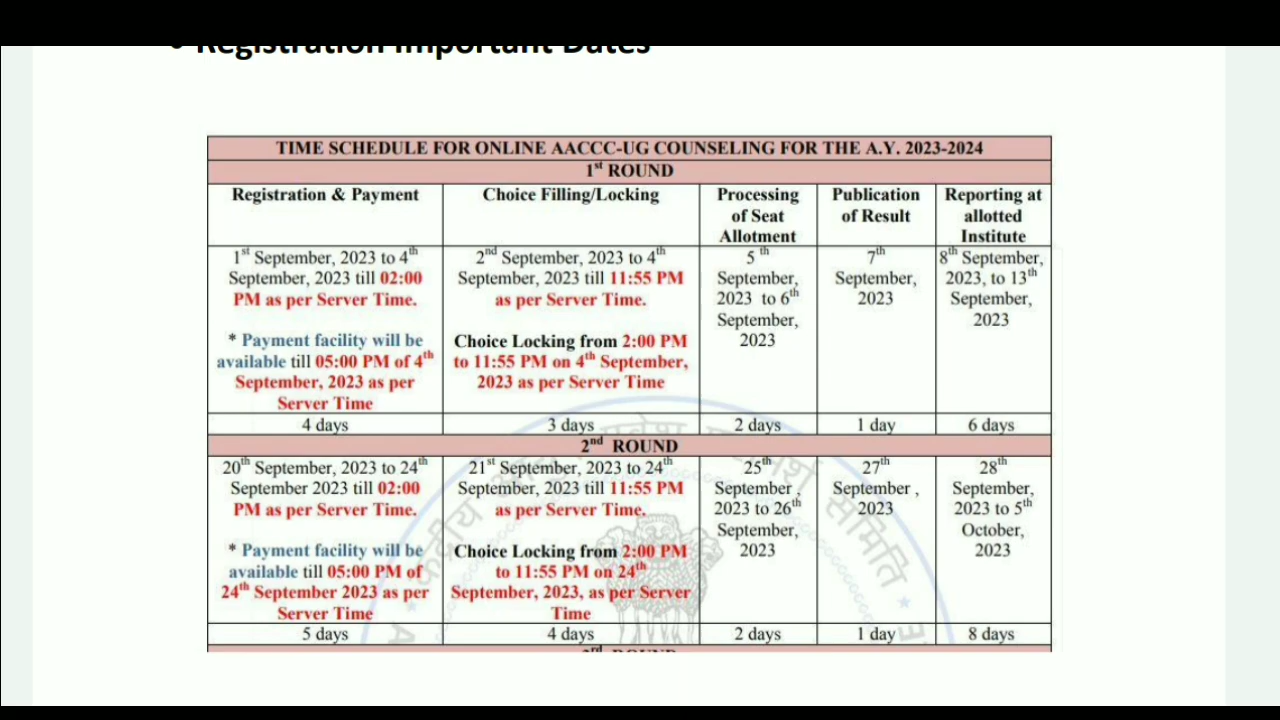 • Registration Important Dates
TIME SCHEDULE FOR ONLINE AACCC-UG COUNSELING FOR THE A.Y. 2023-2024
1st ROUND
Registration & Payment
Choice Filling/Locking
Processing
of Seat
Allotment
Publication
of Result
Reporting at
allotted
Institute
1st September, 2023 to 4th
September, 2023 till 02:00
PM as per Server Time.
* Payment facility will be
available till 05:00 PM of 4th
September, 2023 as per
Server Time
2nd September, 2023 to 4th
September, 2023 till 11:55 PM
as per Server Time.
Choice Locking from 2:00 PM
to 11:55 PM on 4th September,
2023 as per Server Time
5 th
September,
2023 to 6th
September,
2023
7th
September,
2023
8th September,
2023, to 13th
September,
2023
4 days
3 days
2 days
1 day
6 days
2nd ROUND
20th September, 2023 to 24th
September 2023 till 02:00
PM as per Server Time.
* Payment facility will be
available till 05:00 PM of
24th September 2023 as per
Server Time
21st September, 2023 to 24th
September, 2023 till 11:55 PM
as per Server Time.
Choice Locking from 2:00 PM
to 11:55 PM on 24th
September, 2023, as per Server
Time
25th
September ,
2023 to 26th
September,
2023
27th
September ,
2023
28th
September,
2023 to 5th
October,
2023
5 days
4 days
2 days
1 day
8 days
3rd ROUND